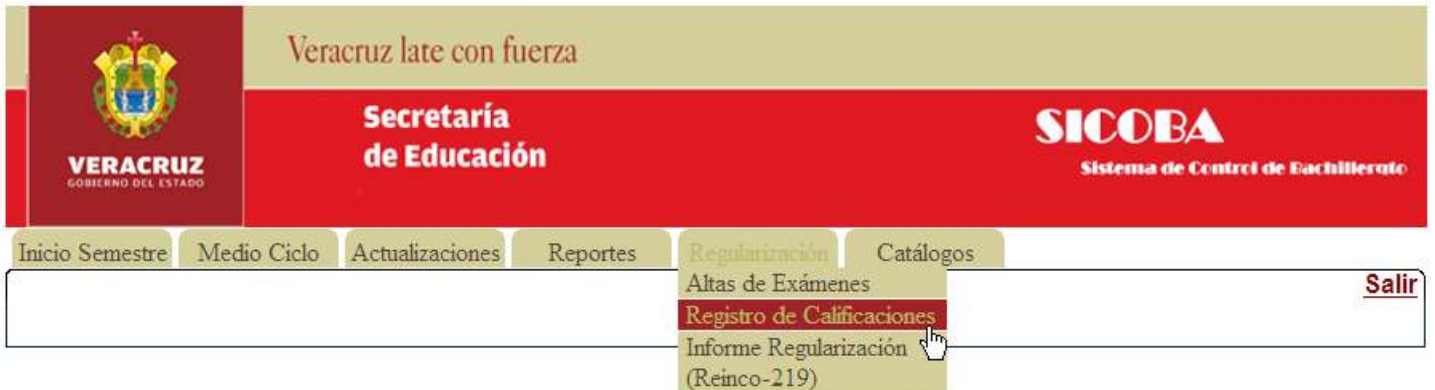 Veracruz late con fuerza
Secretaría
de Educación
SICOBA
Sistema de Control de Bachillerato
VERACRUZ
GOBIERNO DEL ESTADO
Inicio Semestre Medio Ciclo Actualizaciones Reportes Regularización Catálogos
Altas de Exámenes
Salir
Registro de Calificaciones
Informe Regularización
(Reinco-219)